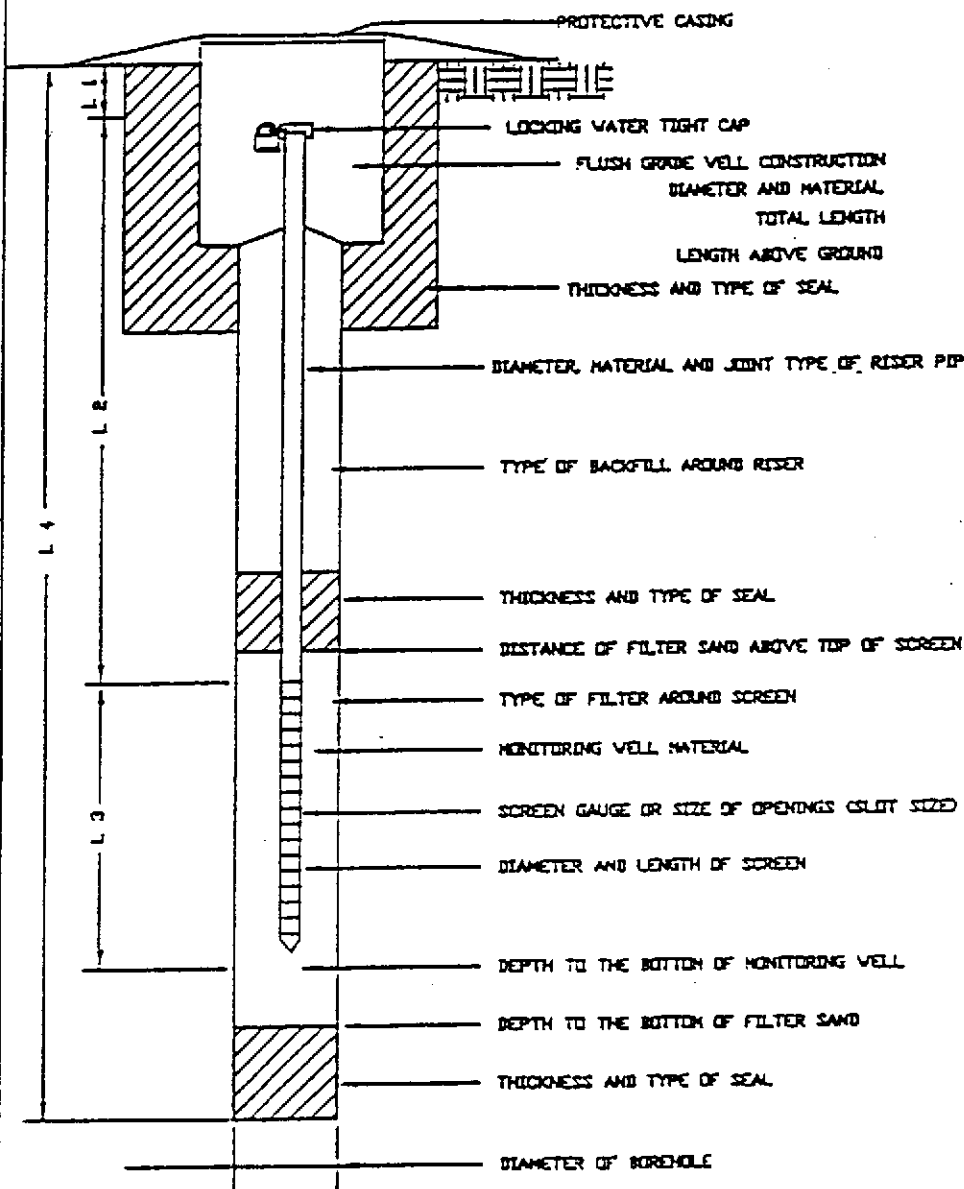 PROTECTIVE CASING
L 1
LOCKING WATER TIGHT CAP
FLUSH GRADE WELL CONSTRUCTION
DIAMETER AND MATERIAL
TOTAL LENGTH
LENGTH ABOVE GROUND
THICKNESS AND TYPE OF SEAL
DIAMETER, MATERIAL AND JOINT TYPE OF RISER PIP
L 2
TYPE OF BACKFILL AROUND RISER
L 4
THICKNESS AND TYPE OF SEAL
DISTANCE OF FILTER SAND ABOVE TOP OF SCREEN
TYPE OF FILTER AROUND SCREEN
MONITORING WELL MATERIAL
SCREEN GAUGE OR SIZE OF OPENINGS (SLOT SIZE)
L 3
DIAMETER AND LENGTH OF SCREEN
DEPTH TO THE BOTTOM OF MONITORING WELL
DEPTH TO THE BOTTOM OF FILTER SAND
THICKNESS AND TYPE OF SEAL
DIAMETER OF BOREHOLE